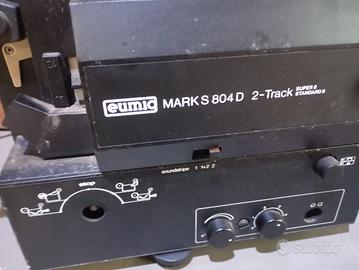 eumig MARK S 804 D 2-Track SUPER 8
STANDARD 8
soundstripe 1 1+2 2
stop
subito